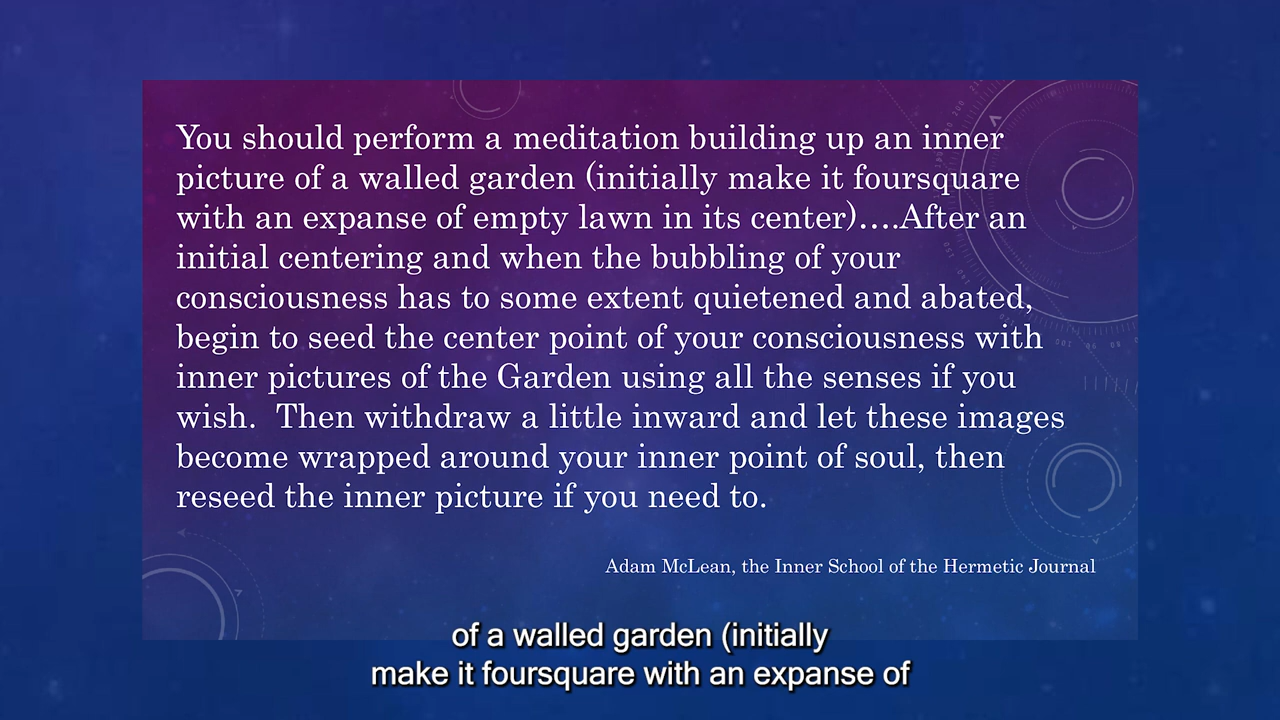 You should perform a meditation building up an inner
picture of a walled garden (initially make it foursquare
with an expanse of empty lawn in its center)….After an
initial centering and when the bubbling of your
consciousness has to some extent quietened and abated,
begin to seed the center point of your consciousness with
inner pictures of the Garden using all the senses if you
wish.  Then withdraw a little inward and let these images
become wrapped around your inner point of soul, then
reseed the inner picture if you need to.
Adam McLean, the Inner School of the Hermetic Journal
of a walled garden (initially
make it foursquare with an expanse of